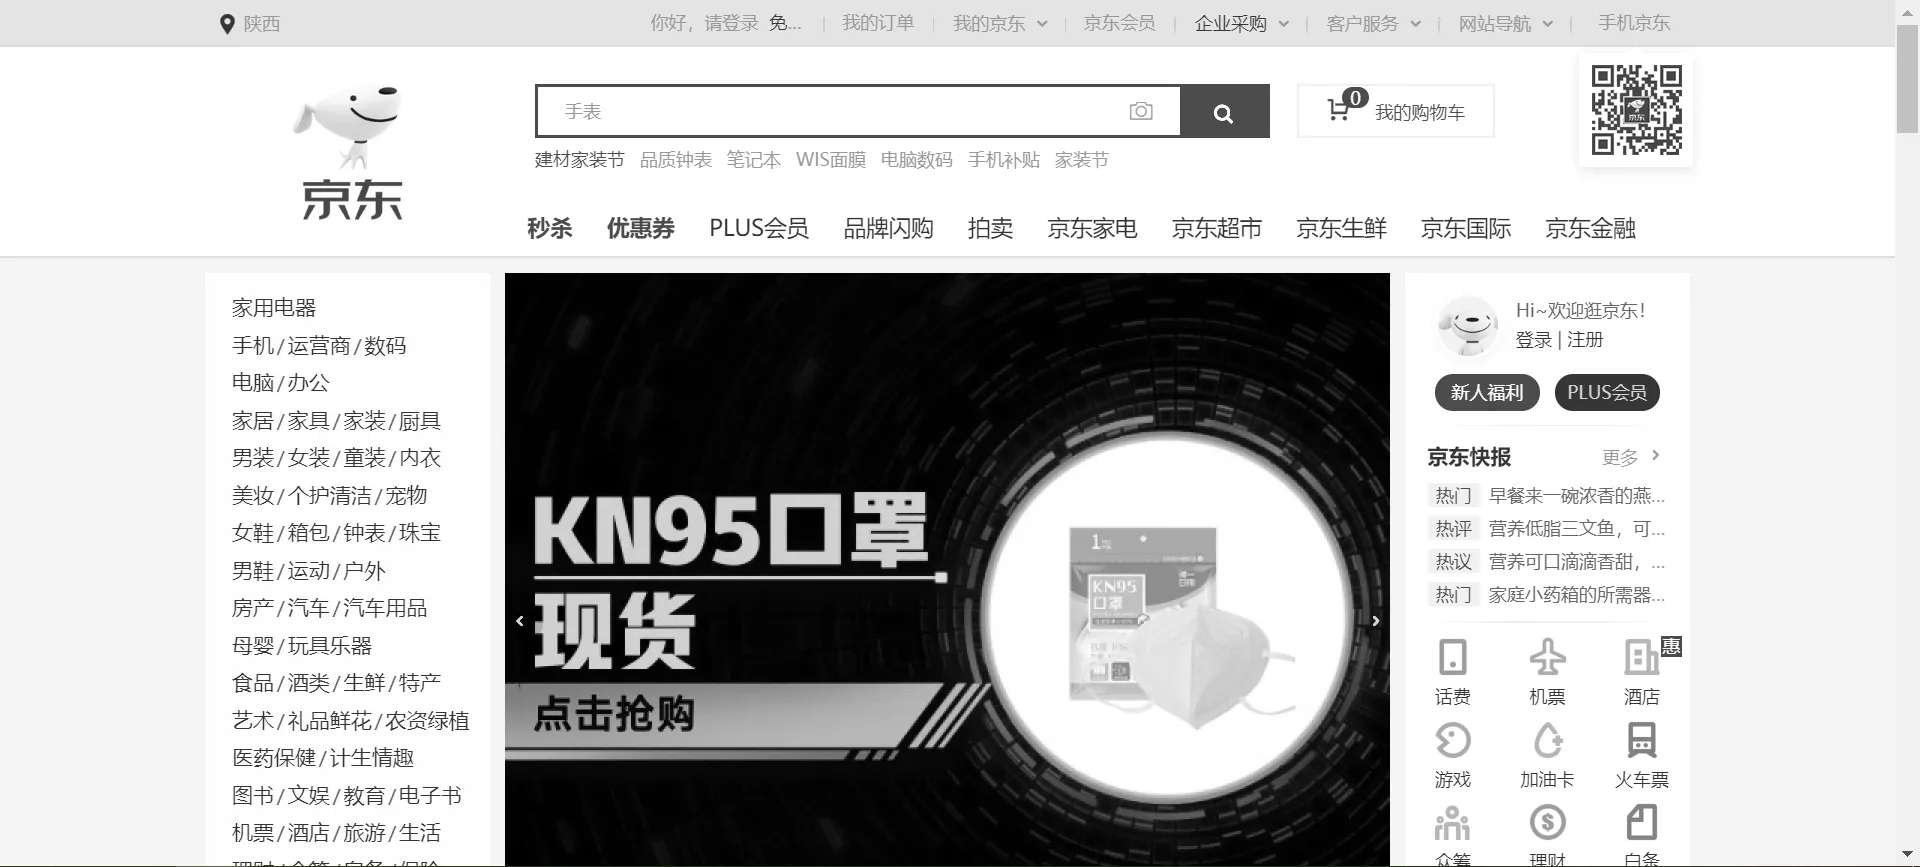 陕西
你好，请登录 免...
我的订单
我的京东
京东会员
企业采购
客户服务
网站导航
手机京东
京东
手表
0
我的购物车
京东
建材家装节 品质钟表 笔记本 WIS面膜 电脑数码 手机补贴 家装节
秒杀 优惠券 PLUS会员 品牌闪购 拍卖 京东家电 京东超市 京东生鲜 京东国际 京东金融
家用电器
手机/运营商/数码
电脑/办公
家居/家具/家装/厨具
男装/女装/童装/内衣
美妆/个护清洁/宠物
女鞋/箱包/钟表/珠宝
男鞋/运动/户外
房产/汽车/汽车用品
母婴/玩具乐器
食品/酒类/生鲜/特产
艺术/礼品鲜花/农资绿植
医药保健/计生情趣
图书/文娱/教育/电子书
机票/酒店/旅游/生活
KN95口罩
现货
点击抢购
KN95
口罩
Hi~欢迎逛京东！
登录 | 注册
新人福利 PLUS会员
京东快报 更多
热门 早餐来一碗浓香的燕...
热评 营养低脂三文鱼，可...
热议 营养可口滴滴香甜，...
热门 家庭小药箱的所需器...
惠
话费 机票 酒店
游戏 加油卡 火车票
众筹 理财 白条